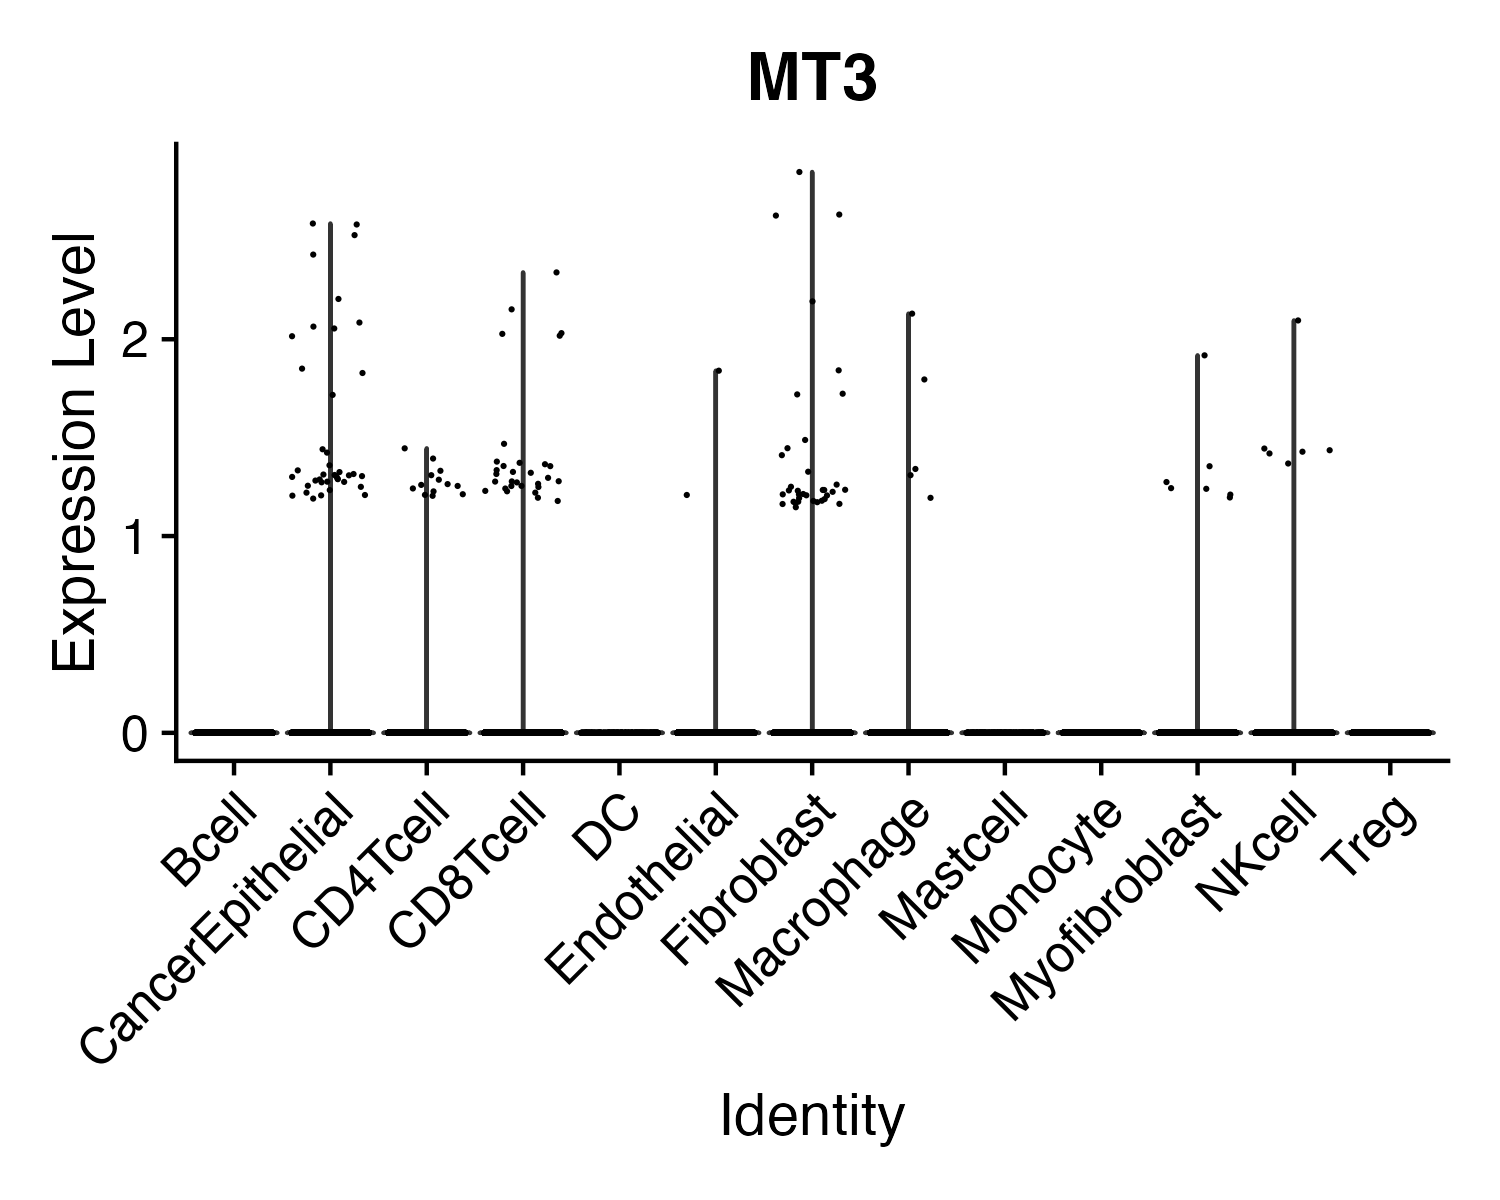 MT3
Expression Level
2
1
0
Bcell
CancerEpithelial
CD4Tcell
CD8Tcell
DC
Endothelial
Fibroblast
Macrophage
Mastcell
Monocyte
Myofibroblast
NKcell
Treg
Identity